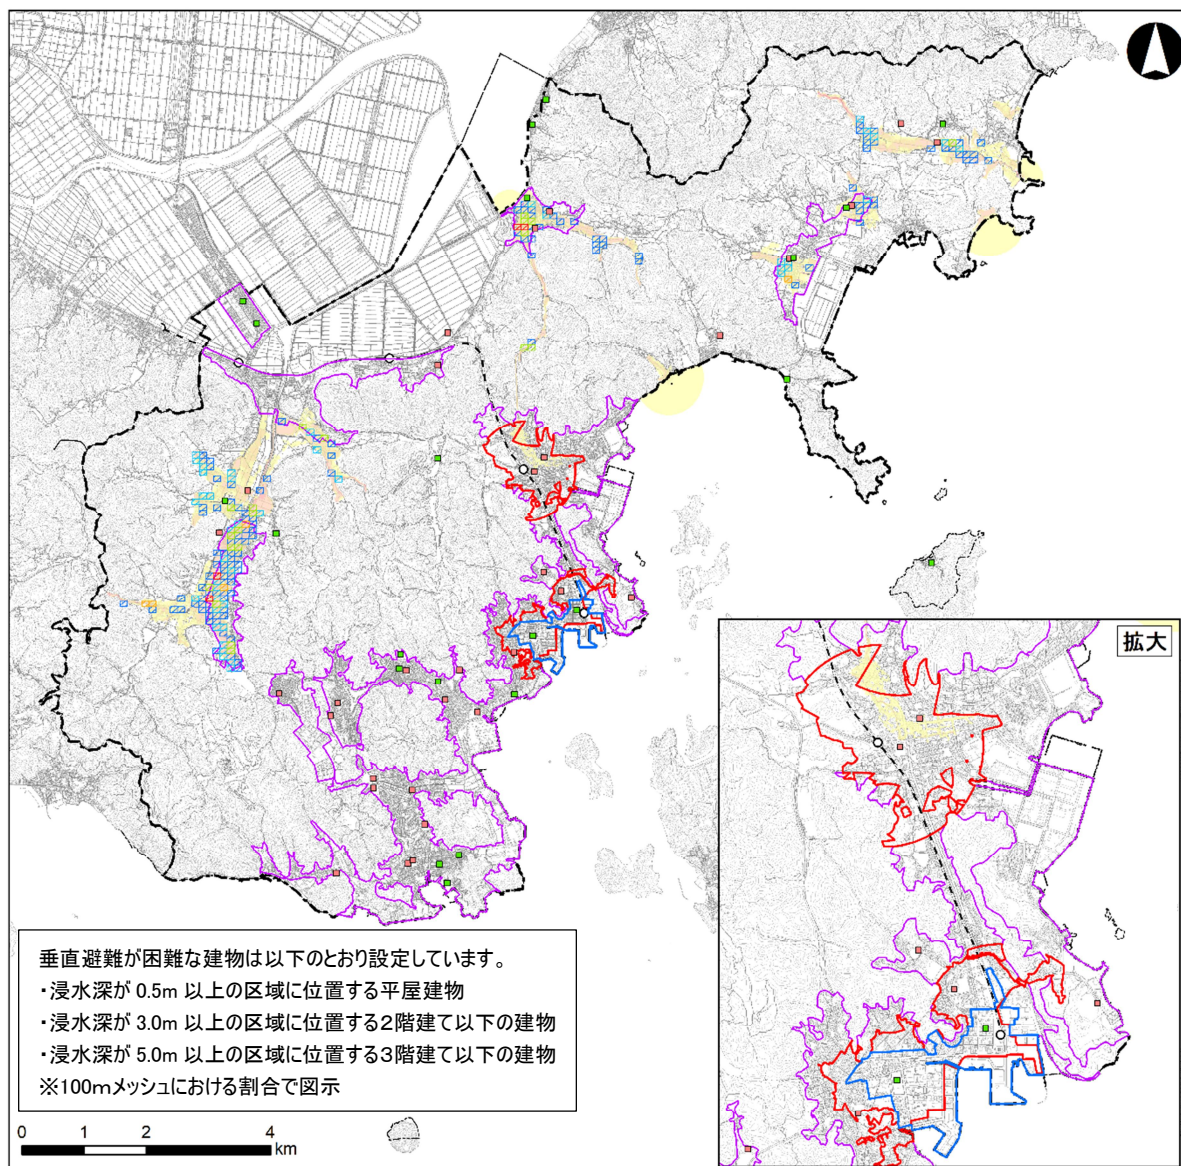 拡大
垂直避難が困難な建物は以下のとおり設定しています。
・浸水深が 0.5m 以上の区域に位置する平屋建物
・浸水深が 3.0m 以上の区域に位置する2階建て以下の建物
・浸水深が 5.0m 以上の区域に位置する3階建て以下の建物
※100mメッシュにおける割合で図示
0 1 2 4
km